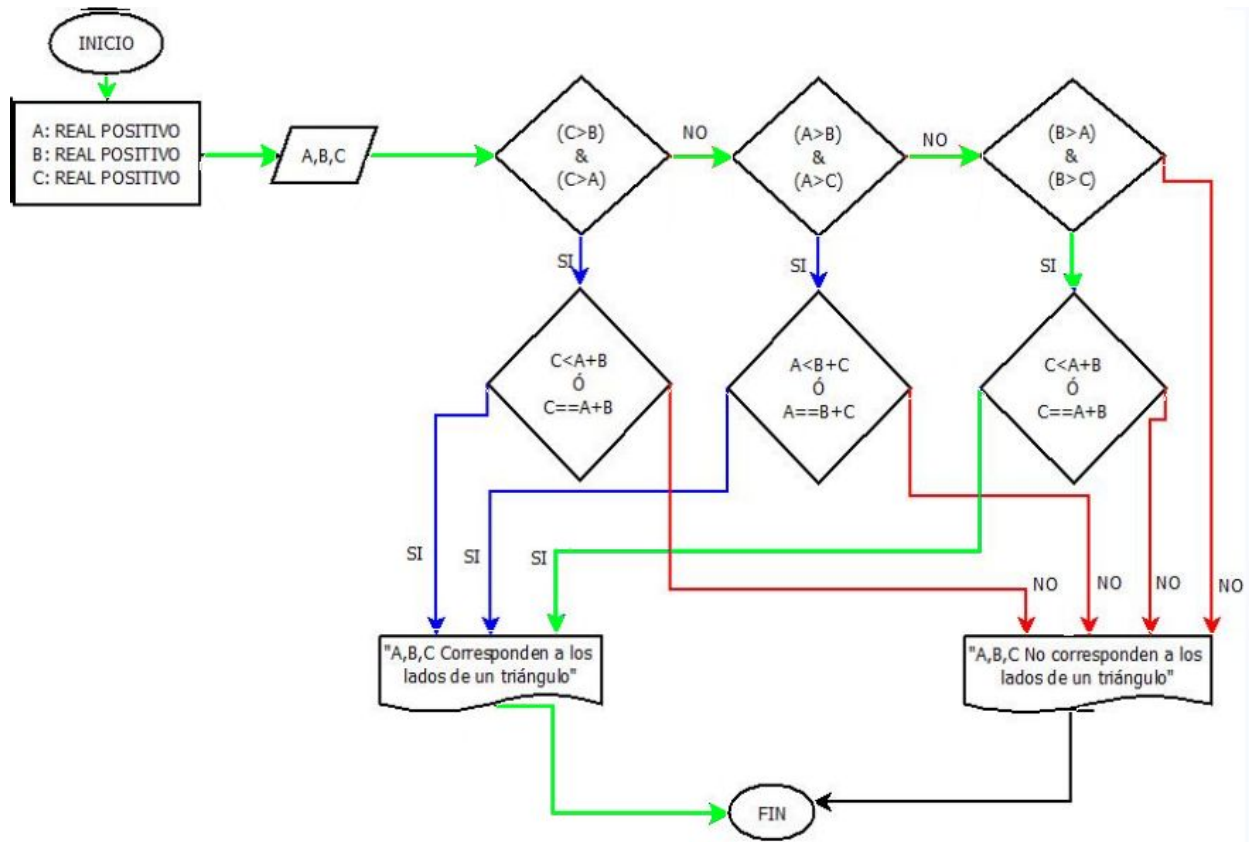 INICIO
A: REAL POSITIVO
B: REAL POSITIVO
C: REAL POSITIVO
A,B,C
(C>B)
&
(C>A)
NO
(A>B)
&
(A>C)
NO
(B>A)
&
(B>C)
SI
SI
SI
C<A+B
Ó
C==A+B
A<B+C
Ó
A==B+C
C<A+B
Ó
C==A+B
SI
SI
SI
NO
NO
NO
NO
"A,B,C Corresponden a los
lados de un triángulo"
"A,B,C No corresponden a los
lados de un triángulo"
FIN